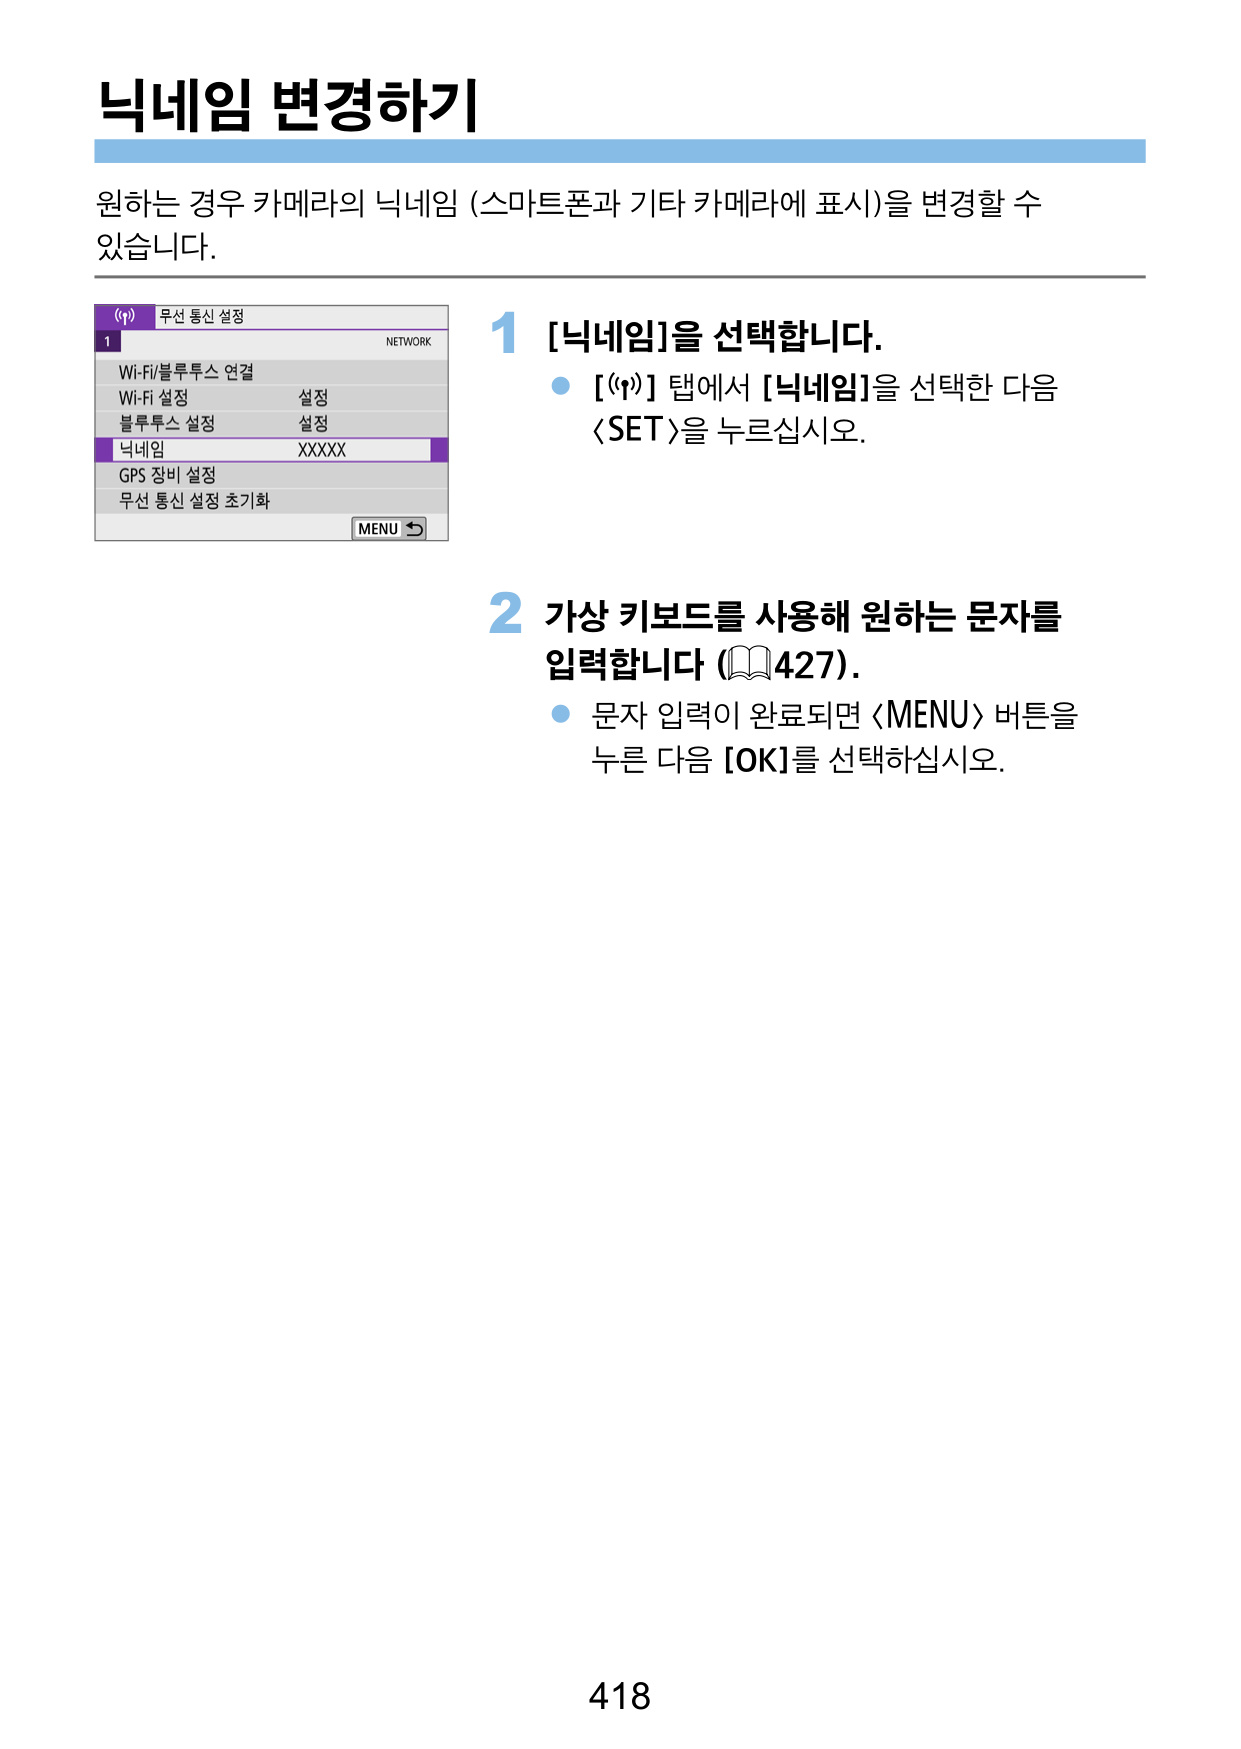 닉네임 변경하기
원하는 경우 카메라의 닉네임 (스마트폰과 기타 카메라에 표시)을 변경할 수
있습니다.
무선 통신 설정
1
NETWORK
Wi-Fi/블루투스 연결
Wi-Fi 설정 설정
블루투스 설정 설정
닉네임 XXXXX
GPS 장비 설정
무선 통신 설정 초기화
MENU
1 [닉네임]을 선택합니다.
● [] 탭에서 [닉네임]을 선택한 다음
〈SET〉을 누르십시오.
2 가상 키보드를 사용해 원하는 문자를
입력합니다 (427).
● 문자 입력이 완료되면 〈MENU〉 버튼을
누른 다음 [OK]를 선택하십시오.
418